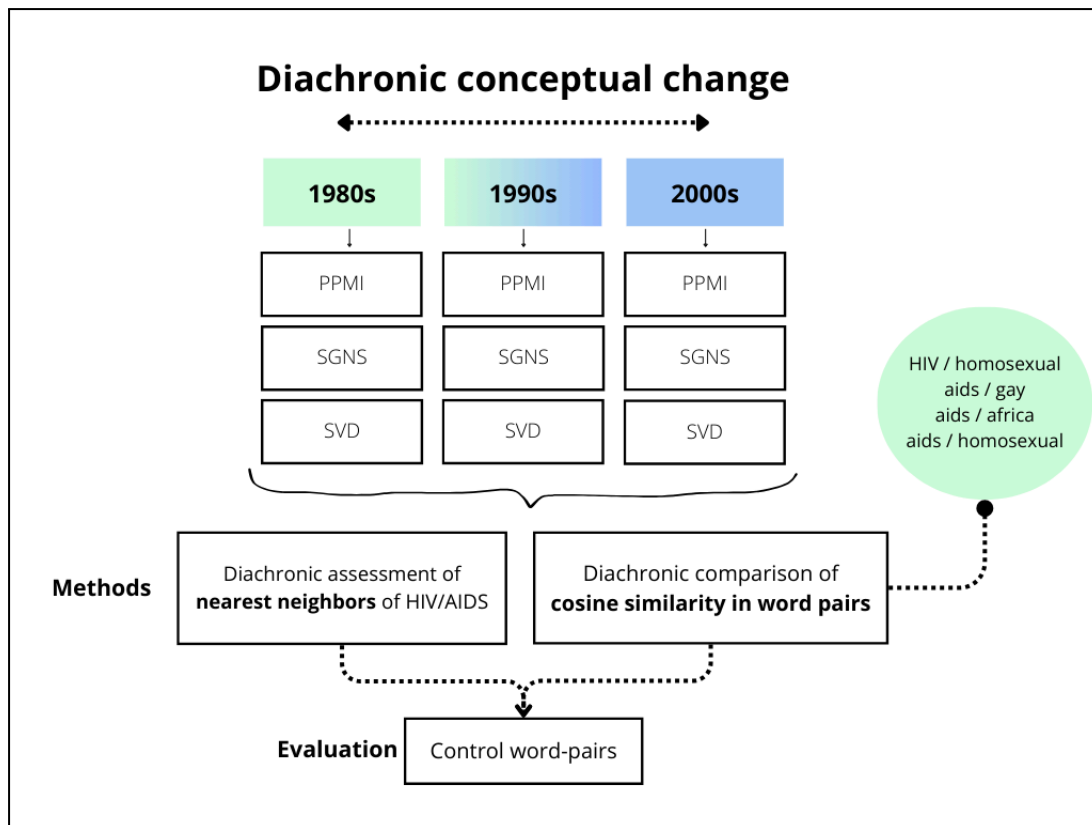 Diachronic conceptual change
1980s
1990s
2000s
PPMI
PPMI
PPMI
SGNS
SGNS
SGNS
SVD
SVD
SVD
HIV / homosexual
aids / gay
aids / africa
aids / homosexual
Methods
Diachronic assessment of
nearest neighbors of HIV/AIDS
Diachronic comparison of
cosine similarity in word pairs
Evaluation
Control word-pairs